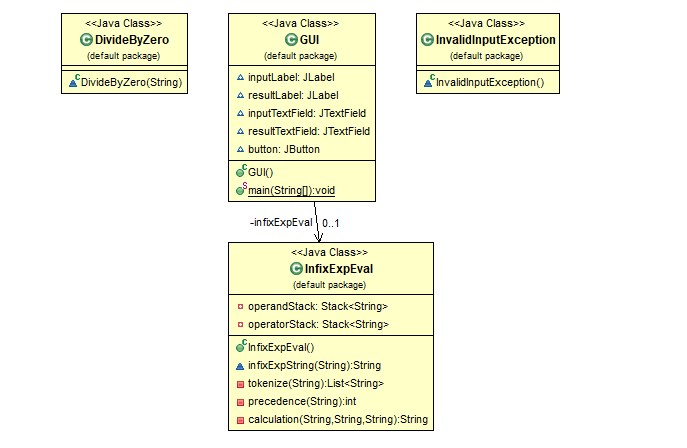 <<Java Class>>
DivideByZero
(default package)
DivideByZero(String)
<<Java Class>>
GUI
(default package)
inputLabel: JLabel
resultLabel: JLabel
inputTextField: JTextField
resultTextField: JTextField
button: JButton
GUI()
main(String[]):void
<<Java Class>>
InvalidInputException
(default package)
InvalidInputException()
-infixExpEval 0..1
<<Java Class>>
InfixExpEval
(default package)
operandStack: Stack<String>
operatorStack: Stack<String>
InfixExpEval()
infixExpString(String):String
tokenize(String):List<String>
precedence(String):int
calculation(String,String,String):String